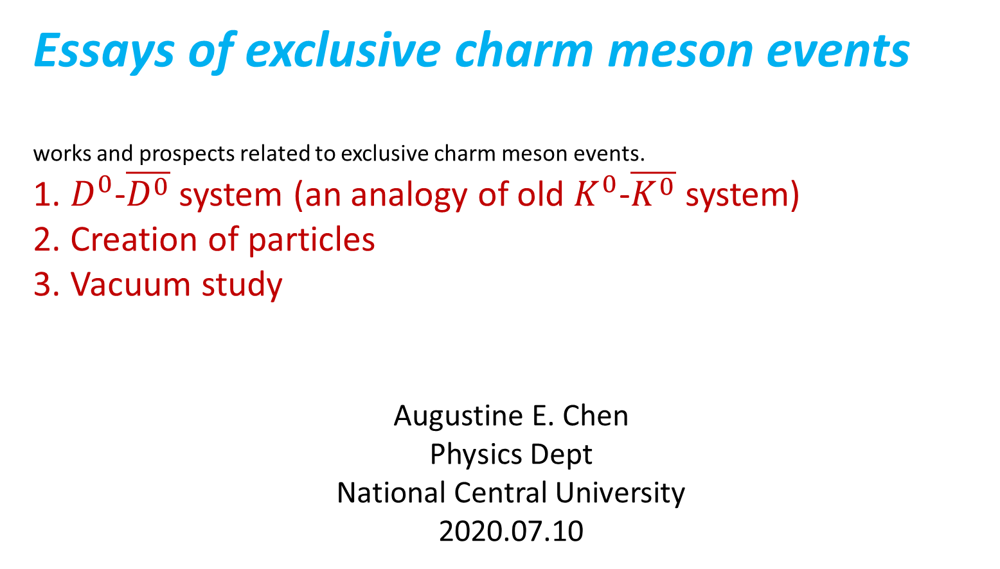 Essays of exclusive charm meson events
works and prospects related to exclusive charm meson events.
1. $D^0$-$\overline{D^0}$ system (an analogy of old $K^0$-$\overline{K^0}$ system)
2. Creation of particles
3. Vacuum study
Augustine E. Chen
Physics Dept
National Central University
2020.07.10